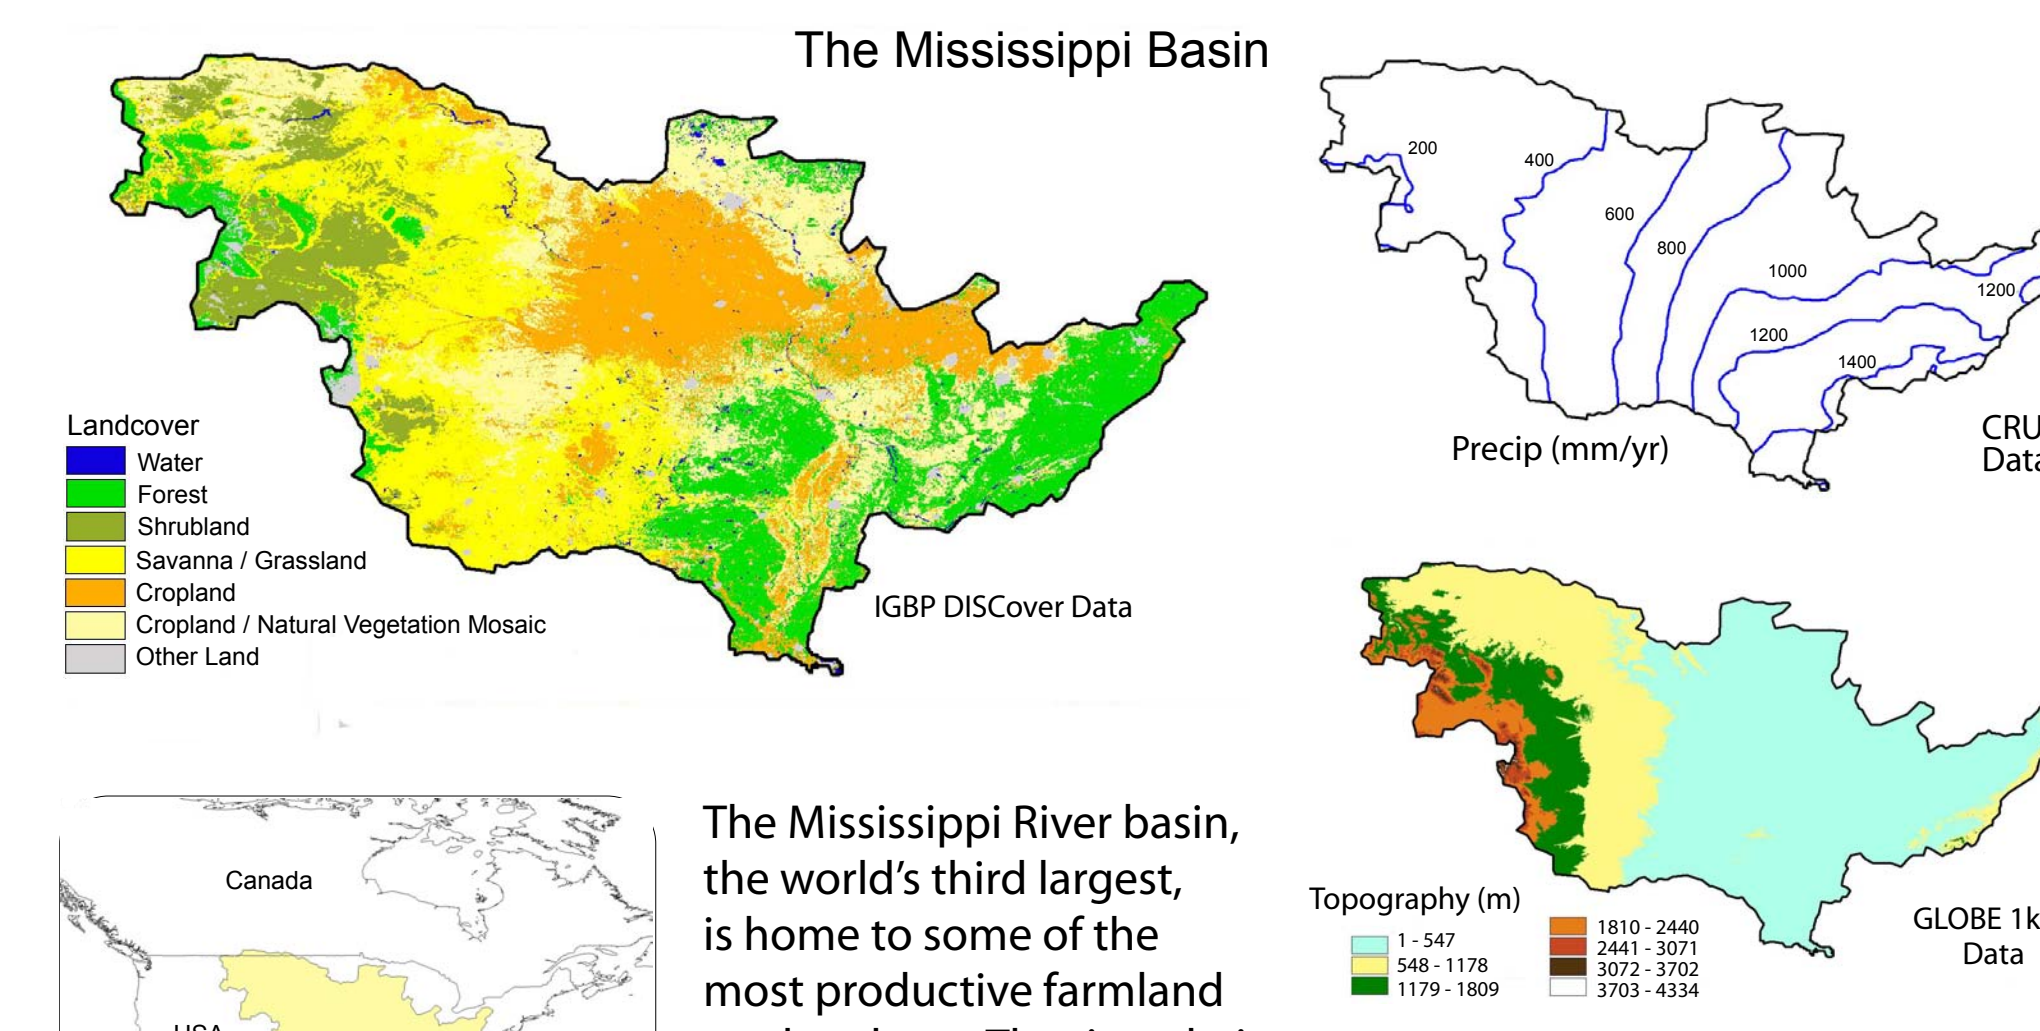 The Mississippi Basin
Landcover
Water
Forest
Shrubland
Savanna / Grassland
Cropland
Cropland / Natural Vegetation Mosaic
Other Land
IGBP DISCover Data
200
400
600
800
1000
1200
1200
1400
Precip (mm/yr)
CRU
Data
Topography (m)
1 - 547
548 - 1178
1179 - 1809
1810 - 2440
2441 - 3071
3072 - 3702
3703 - 4334
GLOBE 1k
Data
Canada
USA
The Mississippi River basin,
the world's third largest,
is home to some of the
most productive farmland